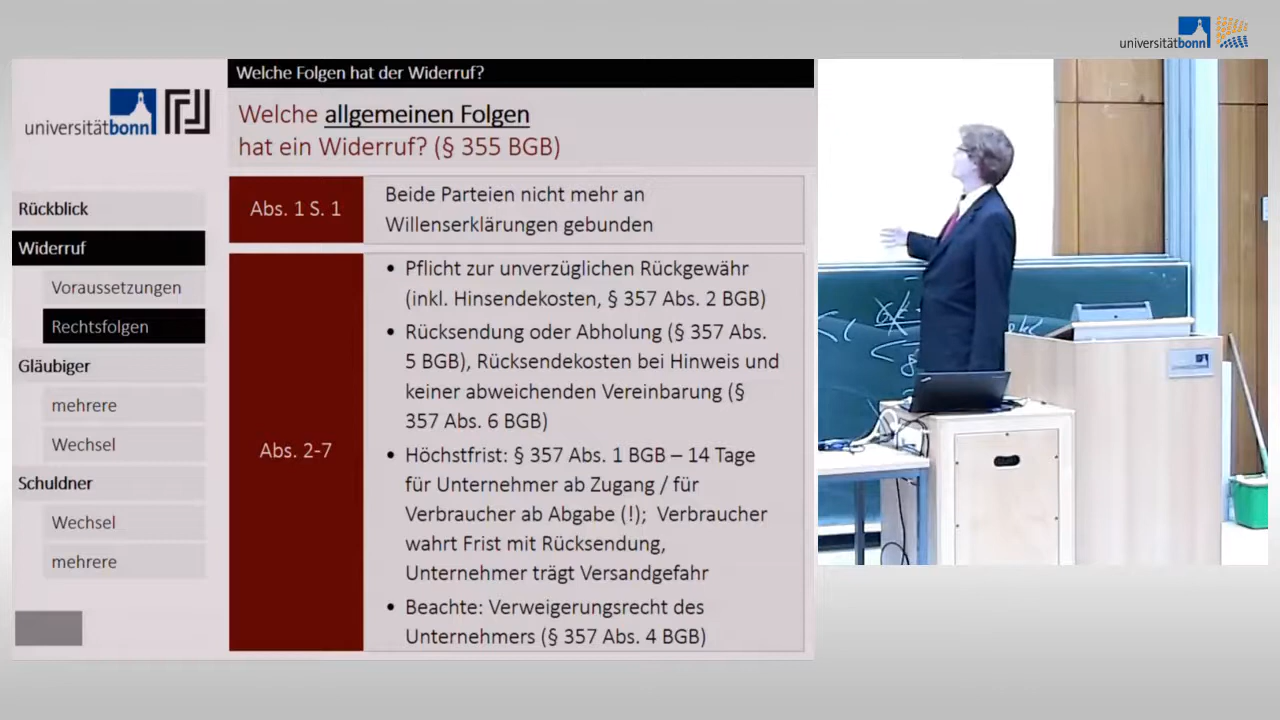 universitätbonn
Welche Folgen hat der Widerruf?
universitätbonn
Welche allgemeinen Folgen
hat ein Widerruf? (§ 355 BGB)
Rückblick
Widerruf
Voraussetzungen
Rechtsfolgen
Gläubiger
mehrere
Wechsel
Schuldner
Wechsel
mehrere
Abs. 1 S. 1
Beide Parteien nicht mehr an
Willenserklärungen gebunden
Abs. 2-7
• Pflicht zur unverzüglichen Rückgewähr
(inkl. Hinsendekosten, § 357 Abs. 2 BGB)
• Rücksendung oder Abholung (§ 357 Abs.
5 BGB), Rücksendekosten bei Hinweis und
keiner abweichenden Vereinbarung (§
357 Abs. 6 BGB)
• Höchstfrist: § 357 Abs. 1 BGB – 14 Tage
für Unternehmer ab Zugang / für
Verbraucher ab Abgabe (!); Verbraucher
wahrt Frist mit Rücksendung,
Unternehmer trägt Versandgefahr
• Beachte: Verweigerungsrecht des
Unternehmers (§ 357 Abs. 4 BGB)